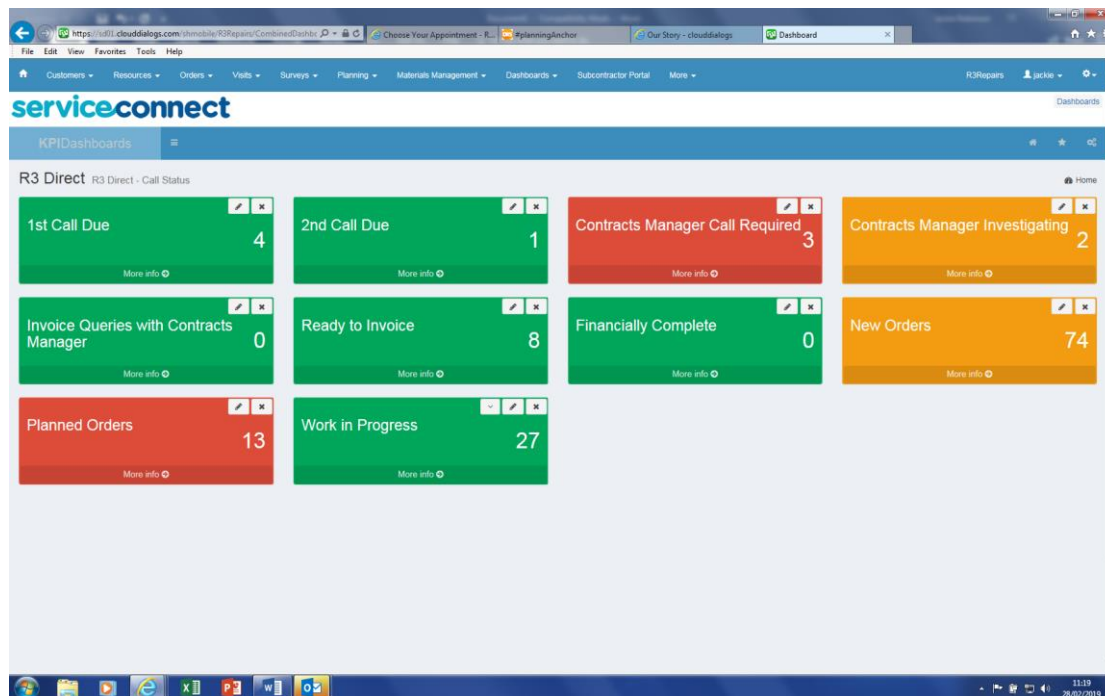 https://sd01.clouddialogs.com/shmobile/R3Repairs/CombinedDashbc
Choose Your Appointment - R...
#planningAnchor
Our Story - clouddialogs
Dashboard
File Edit View Favorites Tools Help
Customers Resources Orders Visits Surveys Planning Materials Management Dashboards Subcontractor Portal More R3Repairs jackie
serviceconnect
Dashboards
KPIDashboards
R3 Direct R3 Direct - Call Status
Home
1st Call Due
4
More info
2nd Call Due
1
More info
Contracts Manager Call Required
3
More info
Contracts Manager Investigating
2
More info
Invoice Queries with Contracts
Manager
0
More info
Ready to Invoice
8
More info
Financially Complete
0
More info
New Orders
74
More info
Planned Orders
13
More info
Work in Progress
27
More info
11:19
28/02/2019